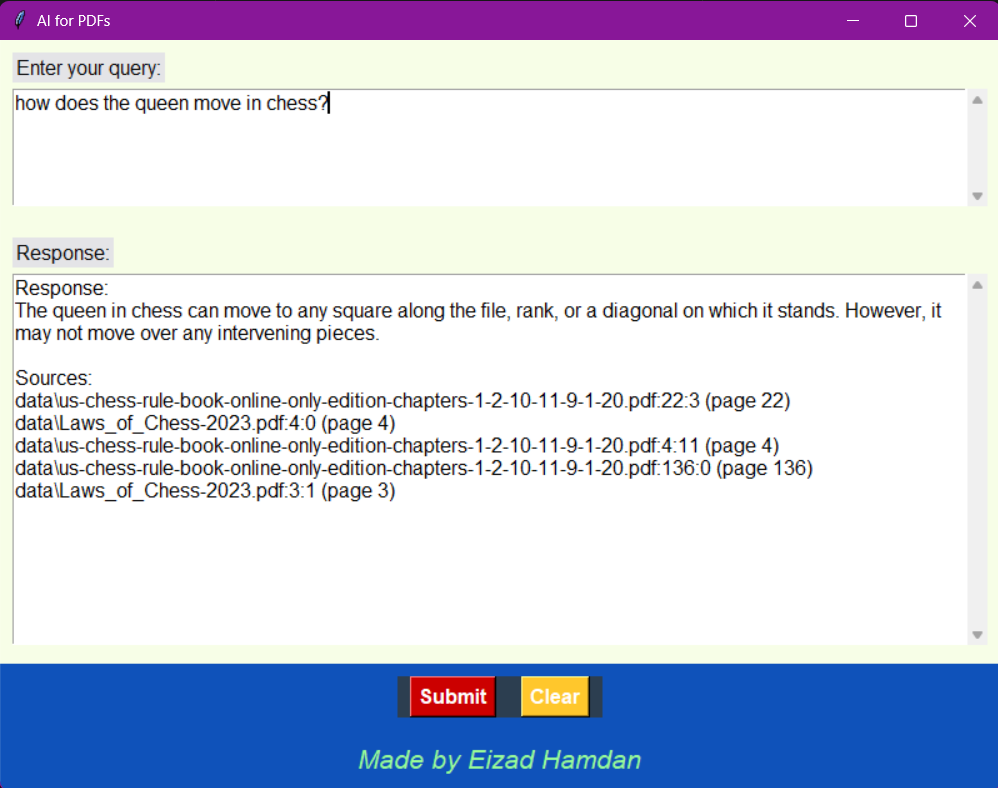 AI for PDFs
Enter your query:
how does the queen move in chess?
Response:
Response:
The queen in chess can move to any square along the file, rank, or a diagonal on which it stands. However, it
may not move over any intervening pieces.
Sources:
data\us-chess-rule-book-online-only-edition-chapters-1-2-10-11-9-1-20.pdf:22:3 (page 22)
data\Laws_of_Chess-2023.pdf:4:0 (page 4)
data\us-chess-rule-book-online-only-edition-chapters-1-2-10-11-9-1-20.pdf:4:11 (page 4)
data\us-chess-rule-book-online-only-edition-chapters-1-2-10-11-9-1-20.pdf:136:0 (page 136)
data\Laws_of_Chess-2023.pdf:3:1 (page 3)
Submit Clear
Made by Eizad Hamdan